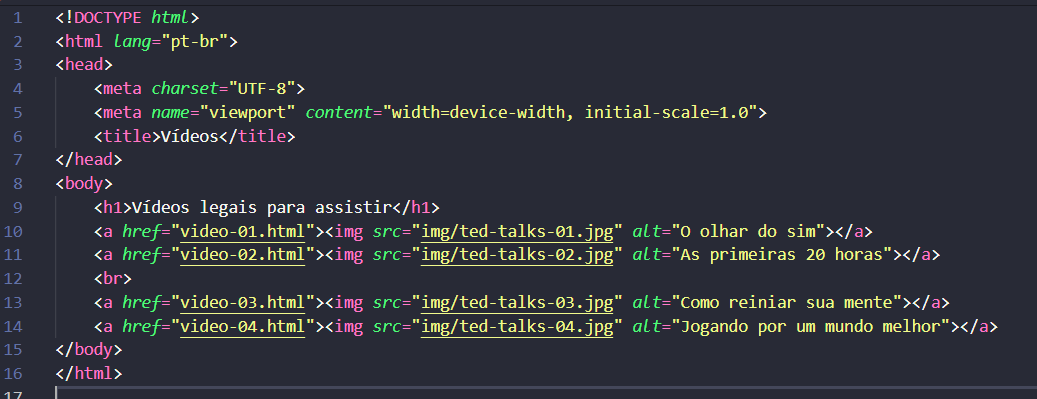 1 <!DOCTYPE html>
2 <html lang="pt-br">
3 <head>
4 <meta charset="UTF-8">
5 <meta name="viewport" content="width=device-width, initial-scale=1.0">
6 <title>Vídeos</title>
7 </head>
8 <body>
9 <h1>Vídeos legais para assistir</h1>
10 <a href="video-01.html"><img src="img/ted-talks-01.jpg" alt="O olhar do sim"></a>
11 <a href="video-02.html"><img src="img/ted-talks-02.jpg" alt="As primeiras 20 horas"></a>
12 <br>
13 <a href="video-03.html"><img src="img/ted-talks-03.jpg" alt="Como reiniar sua mente"></a>
14 <a href="video-04.html"><img src="img/ted-talks-04.jpg" alt="Jogando por um mundo melhor"></a>
15 </body>
16 </html>
17